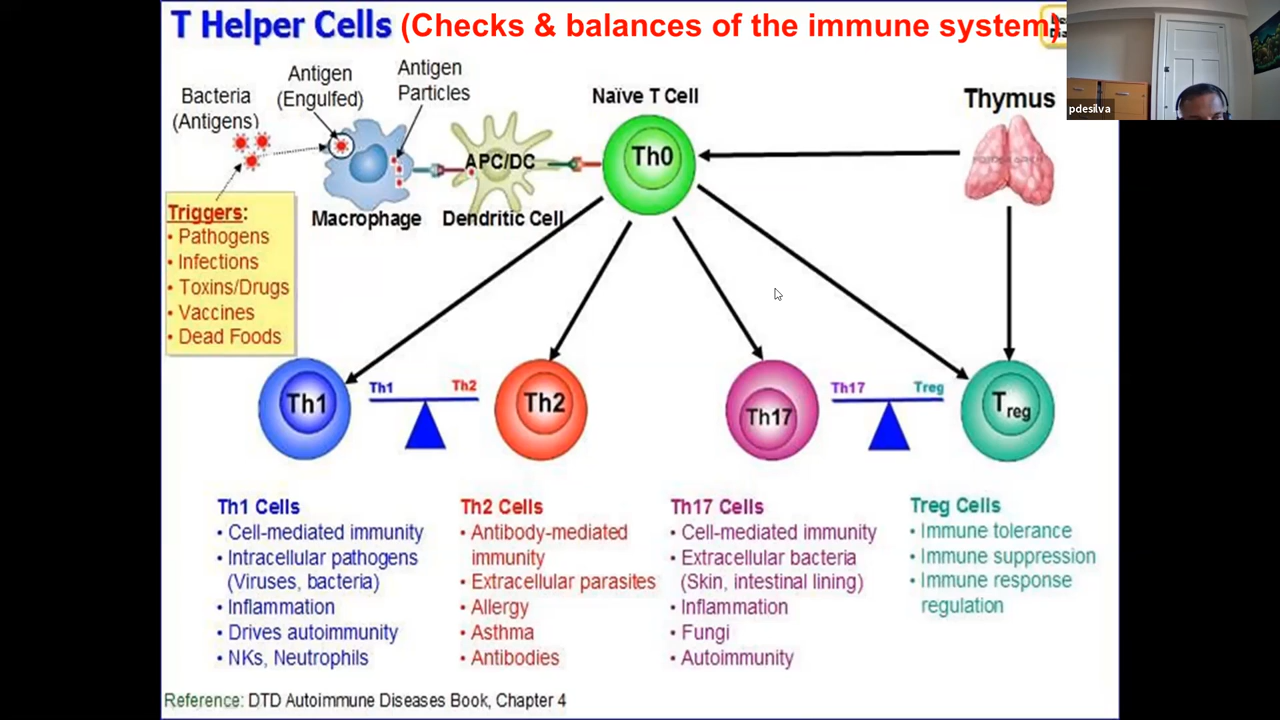 T Helper Cells (Checks & balances of the immune system)
pdesilva
Bacteria
(Antigens)
Antigen
(Engulfed)
Antigen
Particles
Naïve T Cell
Thymus
APC/DC
Th0
Macrophage
Dendritic Cell
Triggers:
• Pathogens
• Infections
• Toxins/Drugs
• Vaccines
• Dead Foods
Th1
Th1
Th2
Th2
Th17
Th17
Treg
Treg
Th1 Cells
• Cell-mediated immunity
• Intracellular pathogens
(Viruses, bacteria)
• Inflammation
• Drives autoimmunity
• NKs, Neutrophils
Th2 Cells
• Antibody-mediated
immunity
• Extracellular parasites
• Allergy
• Asthma
• Antibodies
Th17 Cells
• Cell-mediated immunity
• Extracellular bacteria
(Skin, intestinal lining)
• Inflammation
• Fungi
• Autoimmunity
Treg Cells
• Immune tolerance
• Immune suppression
• Immune response
regulation
Reference: DTD Autoimmune Diseases Book, Chapter 4